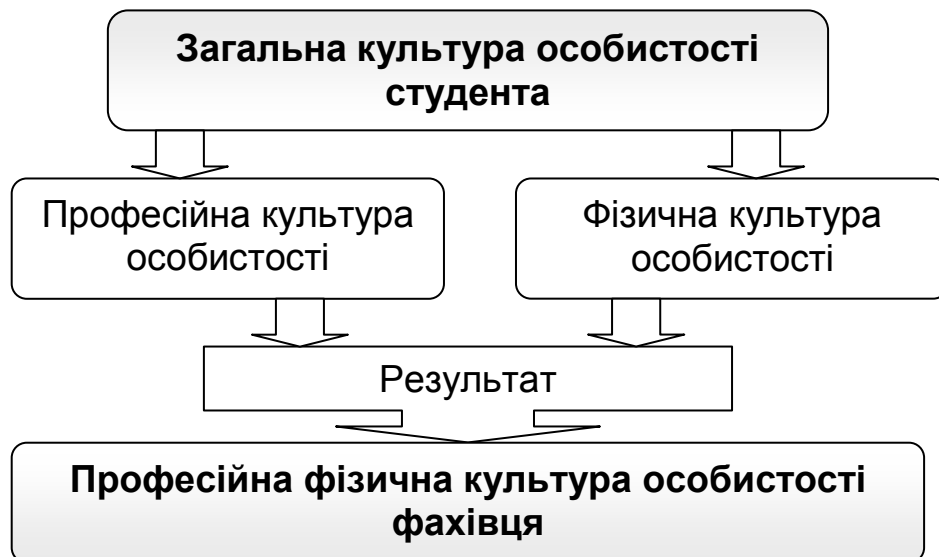 Загальна культура особистості
студента
Професійна культура
особистості
Фізична культура
особистості
Результат
Професійна фізична культура особистості
фахівця